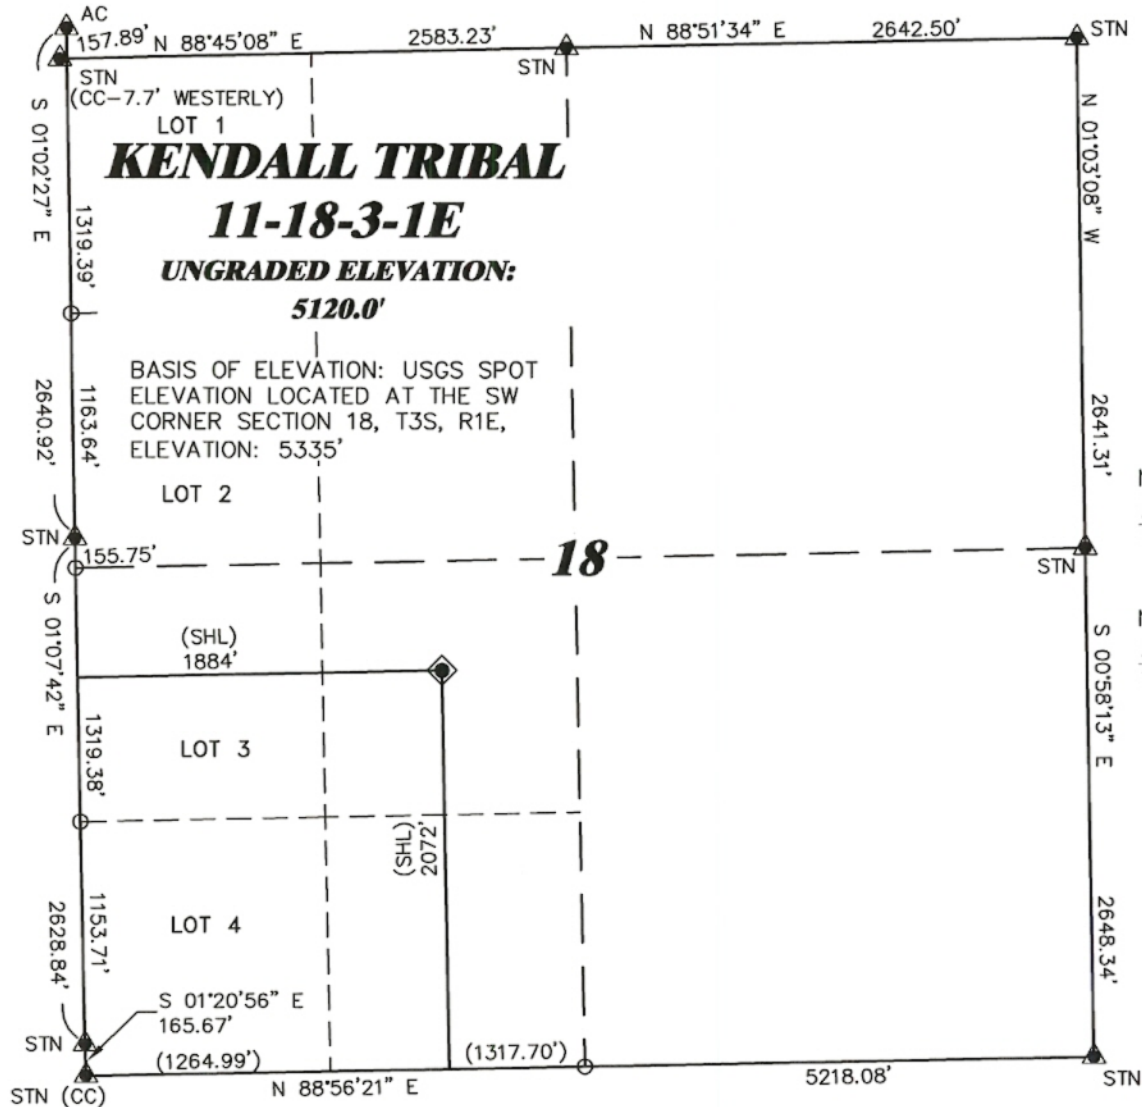 AC
157.89' N 88°45'08" E 2583.23' N 88°51'34" E 2642.50' STN
STN
STN
(CC-7.7' WESTERLY)
LOT 1
S 01°02'27" E
N 01°03'08" W
KENDALL TRIBAL
11-18-3-1E
UNGRADED ELEVATION:
5120.0'
1319.39'
BASIS OF ELEVATION: USGS SPOT
ELEVATION LOCATED AT THE SW
CORNER SECTION 18, T3S, R1E,
ELEVATION: 5335'
2640.92'
1163.64'
2641.31'
LOT 2
STN
155.75'
18
STN
S 01°07'42" E
(SHL)
1884'
S 00°58'13" E
1319.38'
LOT 3
2072'
(SHL)
2628.84'
1153.71'
LOT 4
2648.34'
S 01°20'56" E
165.67'
STN
(1264.99') (1317.70')
STN (CC)
N 88°56'21" E
5218.08'
STN